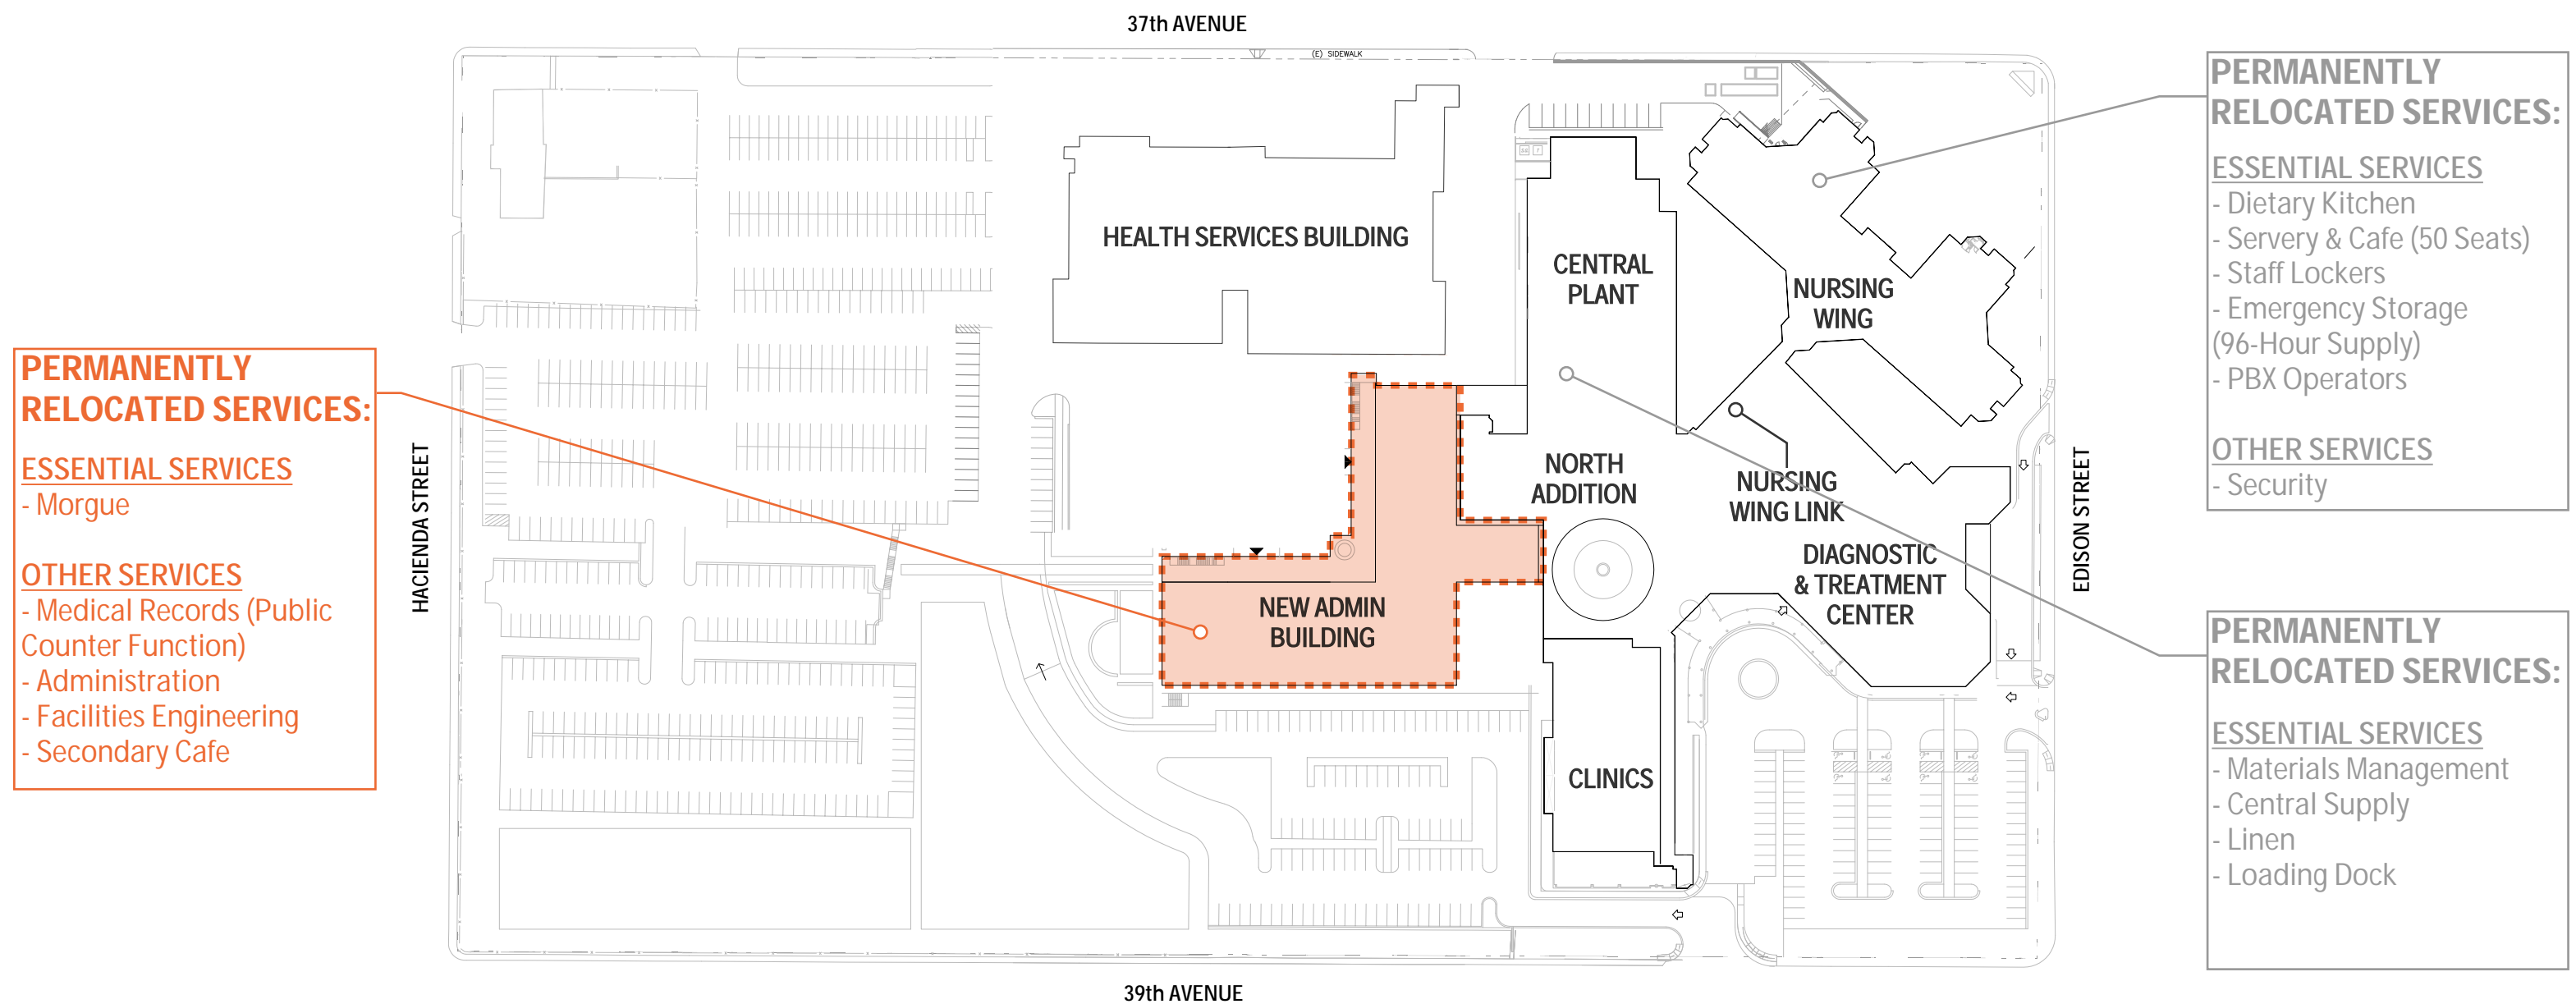 37th AVENUE
(E) SIDEWALK
PERMANENTLY
RELOCATED SERVICES:
ESSENTIAL SERVICES
- Morgue
OTHER SERVICES
- Medical Records (Public
Counter Function)
- Administration
- Facilities Engineering
- Secondary Cafe
HACIENDA STREET
HEALTH SERVICES BUILDING
CENTRAL
PLANT
NURSING
WING
NORTH
ADDITION
NURSING
WING LINK
DIAGNOSTIC
& TREATMENT
CENTER
NEW ADMIN
BUILDING
CLINICS
EDISON STREET
PERMANENTLY
RELOCATED SERVICES:
ESSENTIAL SERVICES
- Dietary Kitchen
- Servery & Cafe (50 Seats)
- Staff Lockers
- Emergency Storage
(96-Hour Supply)
- PBX Operators
OTHER SERVICES
- Security
PERMANENTLY
RELOCATED SERVICES:
ESSENTIAL SERVICES
- Materials Management
- Central Supply
- Linen
- Loading Dock
39th AVENUE